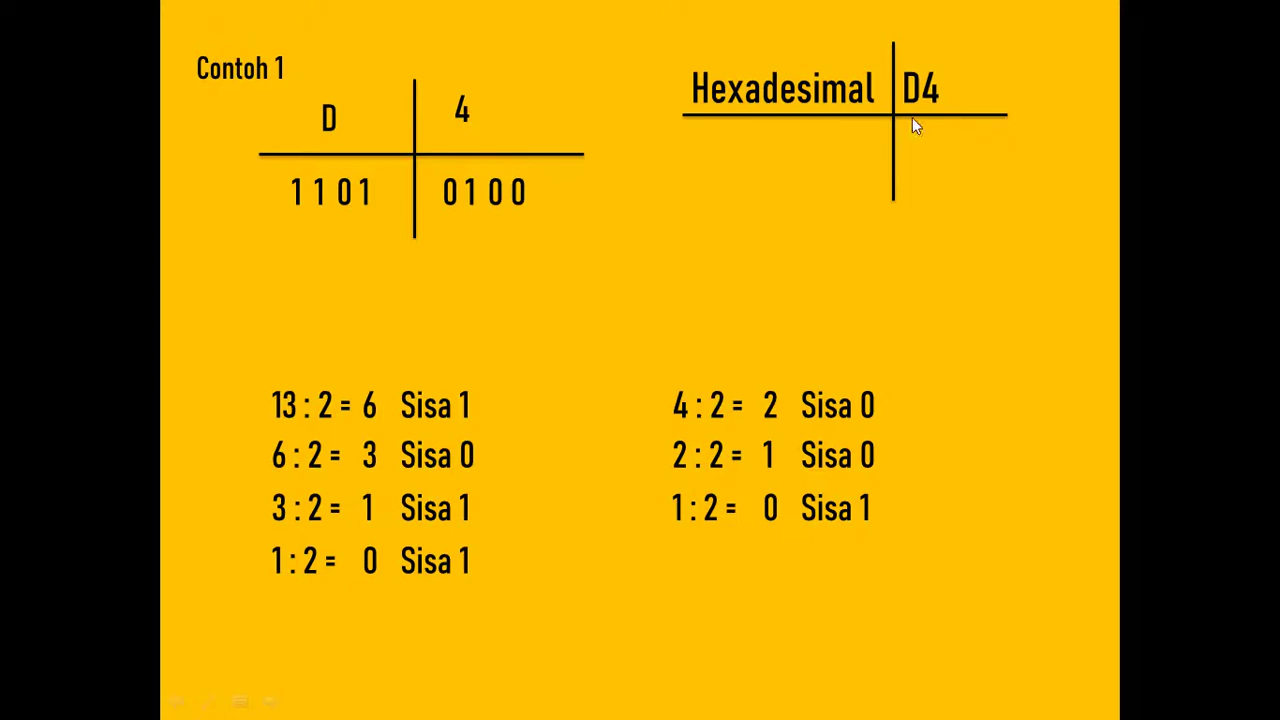 Contoh 1
D 4
1 1 0 1 0 1 0 0
Hexadesimal D4
13 : 2 = 6 Sisa 1
6 : 2 = 3 Sisa 0
3 : 2 = 1 Sisa 1
1 : 2 = 0 Sisa 1
4 : 2 = 2 Sisa 0
2 : 2 = 1 Sisa 0
1 : 2 = 0 Sisa 1